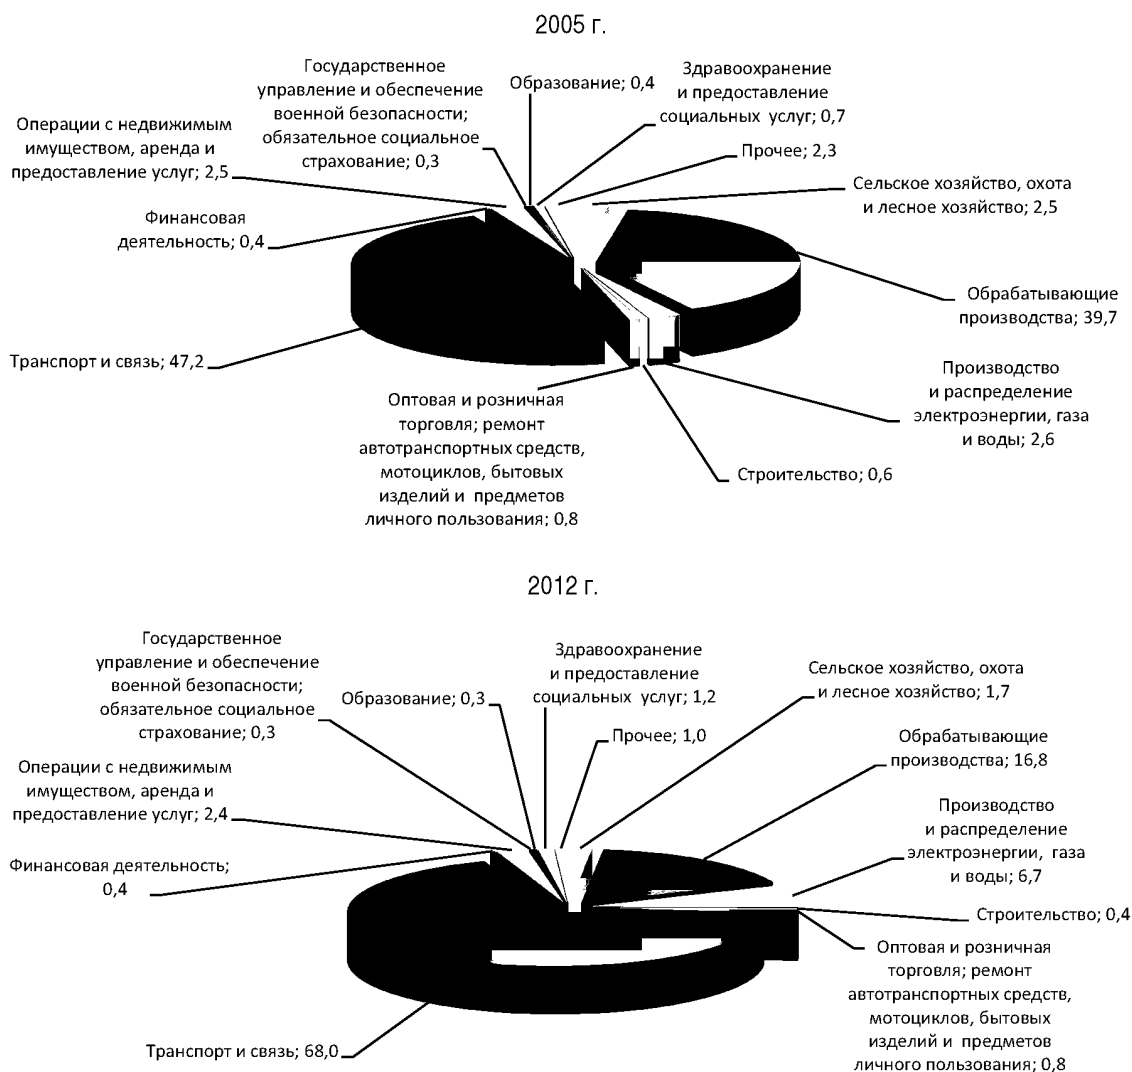 2005 г.
Государственное
управление и обеспечение
военной безопасности;
обязательное социальное
страхование; 0,3
Образование; 0,4
Здравоохранение
и предоставление
социальных услуг; 0,7
Прочее; 2,3
Операции с недвижимым
имуществом, аренда и
предоставление услуг; 2,5
Сельское хозяйство, охота
и лесное хозяйство; 2,5
Финансовая
деятельность; 0,4
Обрабатывающие
производства; 39,7
Транспорт и связь; 47,2
Производство
и распределение
электроэнергии, газа
и воды; 2,6
Оптовая и розничная
торговля; ремонт
автотранспортных средств,
мотоциклов, бытовых
изделий и предметов
личного пользования; 0,8
Строительство; 0,6
2012 г.
Государственное
управление и обеспечение
военной безопасности;
обязательное социальное
страхование; 0,3
Образование; 0,3
Здравоохранение
и предоставление
социальных услуг; 1,2
Прочее; 1,0
Сельское хозяйство, охота
и лесное хозяйство; 1,7
Обрабатывающие
производства; 16,8
Операции с недвижимым
имуществом, аренда и
предоставление услуг; 2,4
Производство
и распределение
электроэнергии, газа
и воды; 6,7
Финансовая деятельность;
0,4
Строительство; 0,4
Оптовая и розничная
торговля; ремонт
автотранспортных средств,
мотоциклов, бытовых
изделий и предметов
личного пользования; 0,8
Транспорт и связь; 68,0